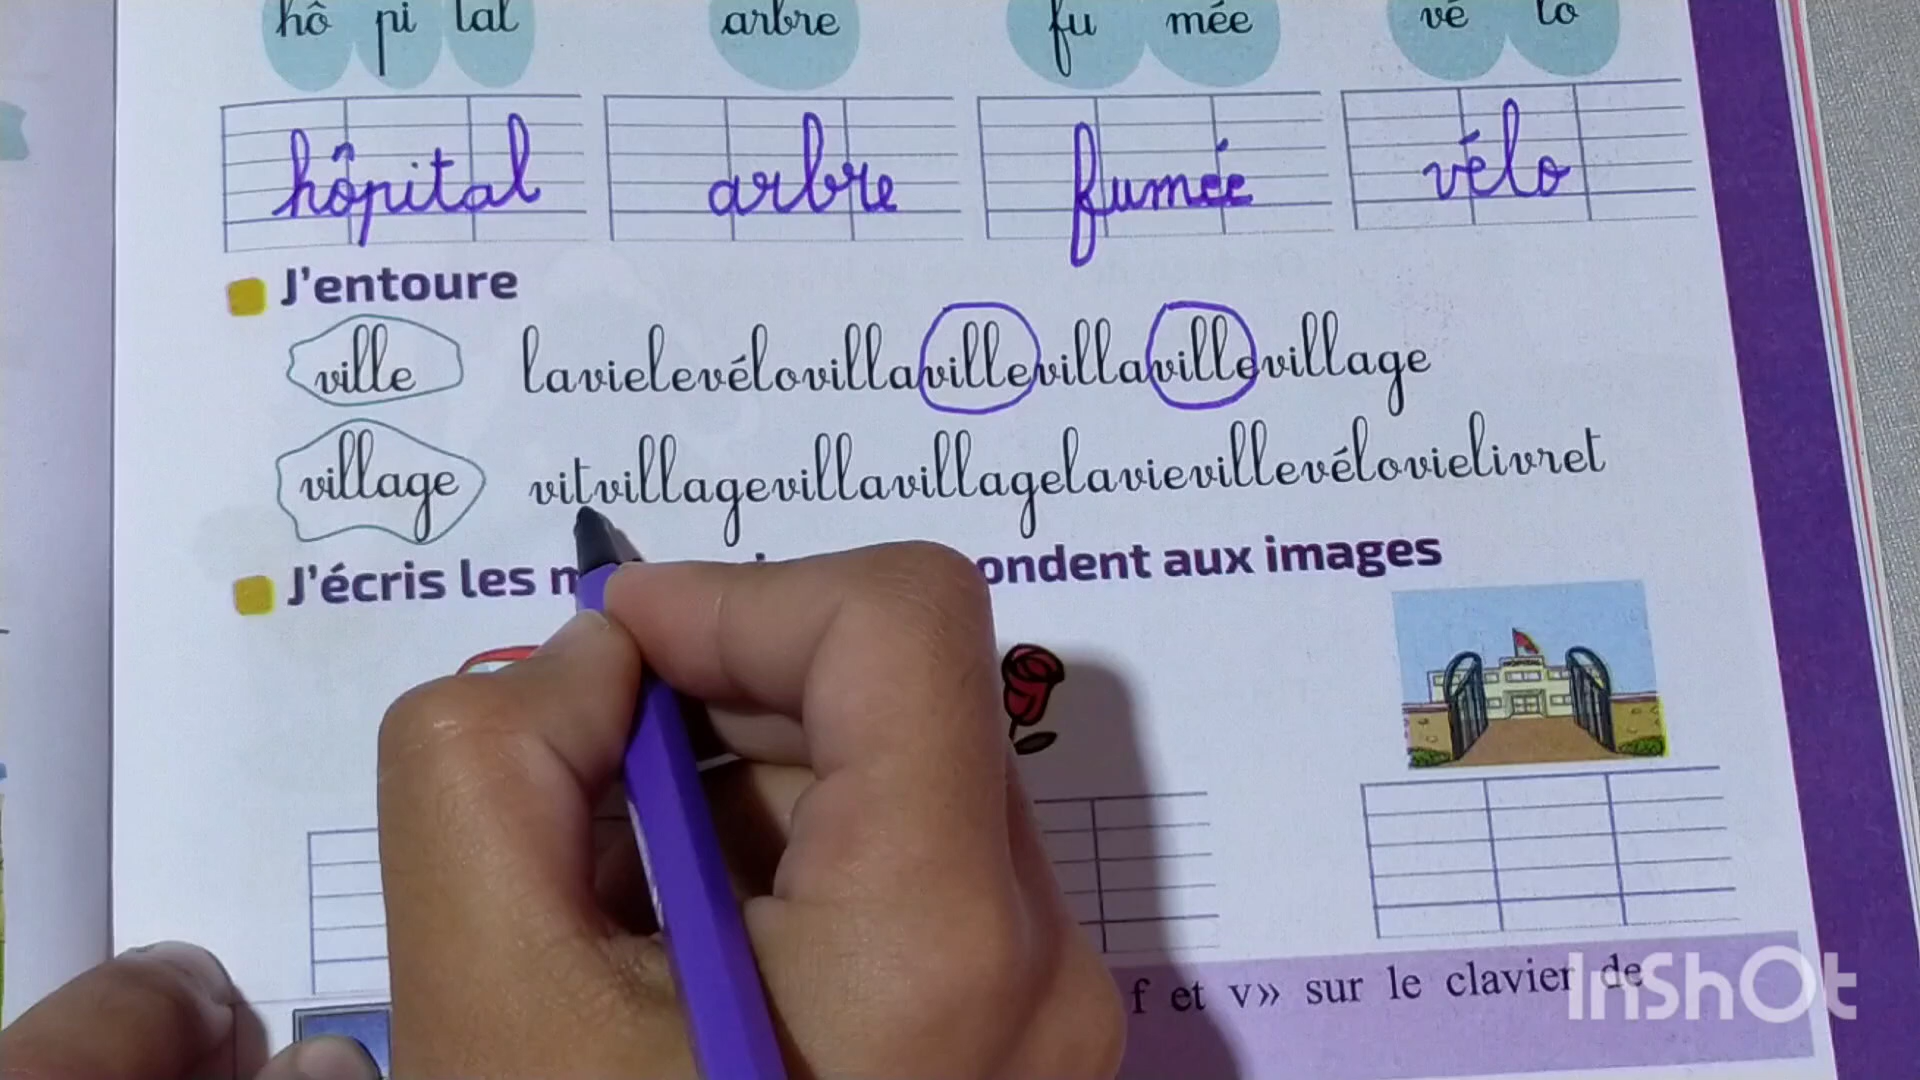 hô pi tal arbre fu mée vé lo
hôpital arbre fumée vélo
J'entoure
ville lavielevélovillavillevillavillevillage
village vitvillagevillavillagelavievillevélovielivret
J'écris les ondent aux images
HOPITAL
f et v» sur le clavier de
InShOt